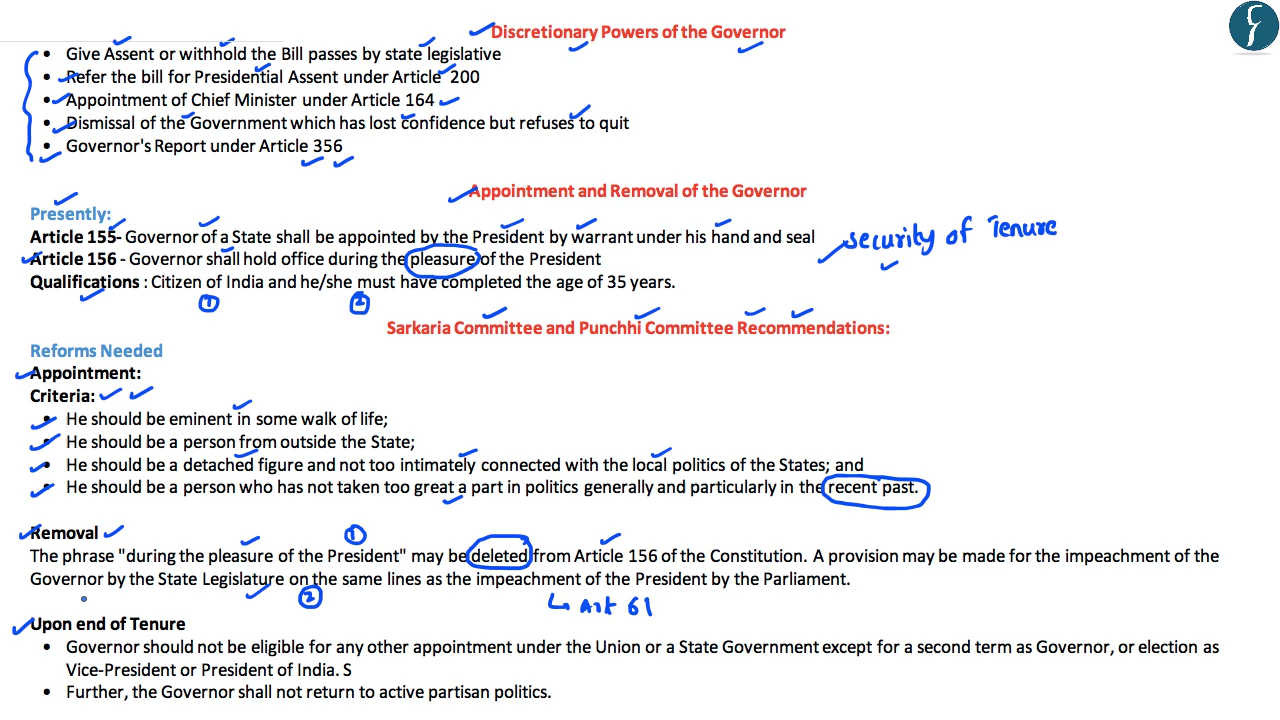 Discretionary Powers of the Governor
• Give Assent or withhold the Bill passes by state legislative
• Refer the bill for Presidential Assent under Article 200
• Appointment of Chief Minister under Article 164
• Dismissal of the Government which has lost confidence but refuses to quit
• Governor's Report under Article 356
Appointment and Removal of the Governor
Presently:
Article 155- Governor of a State shall be appointed by the President by warrant under his hand and seal
security of Tenure
Article 156 - Governor shall hold office during the pleasure of the President
Qualifications : Citizen of India and he/she must have completed the age of 35 years.
1 2
Sarkaria Committee and Punchhi Committee Recommendations:
Reforms Needed
Appointment:
Criteria:
• He should be eminent in some walk of life;
• He should be a person from outside the State;
• He should be a detached figure and not too intimately connected with the local politics of the States; and
• He should be a person who has not taken too great a part in politics generally and particularly in the recent past.
Removal
1
The phrase "during the pleasure of the President" may be deleted from Article 156 of the Constitution. A provision may be made for the impeachment of the
Governor by the State Legislature on the same lines as the impeachment of the President by the Parliament.
2
↳ Art 61
Upon end of Tenure
• Governor should not be eligible for any other appointment under the Union or a State Government except for a second term as Governor, or election as
Vice-President or President of India. S
• Further, the Governor shall not return to active partisan politics.